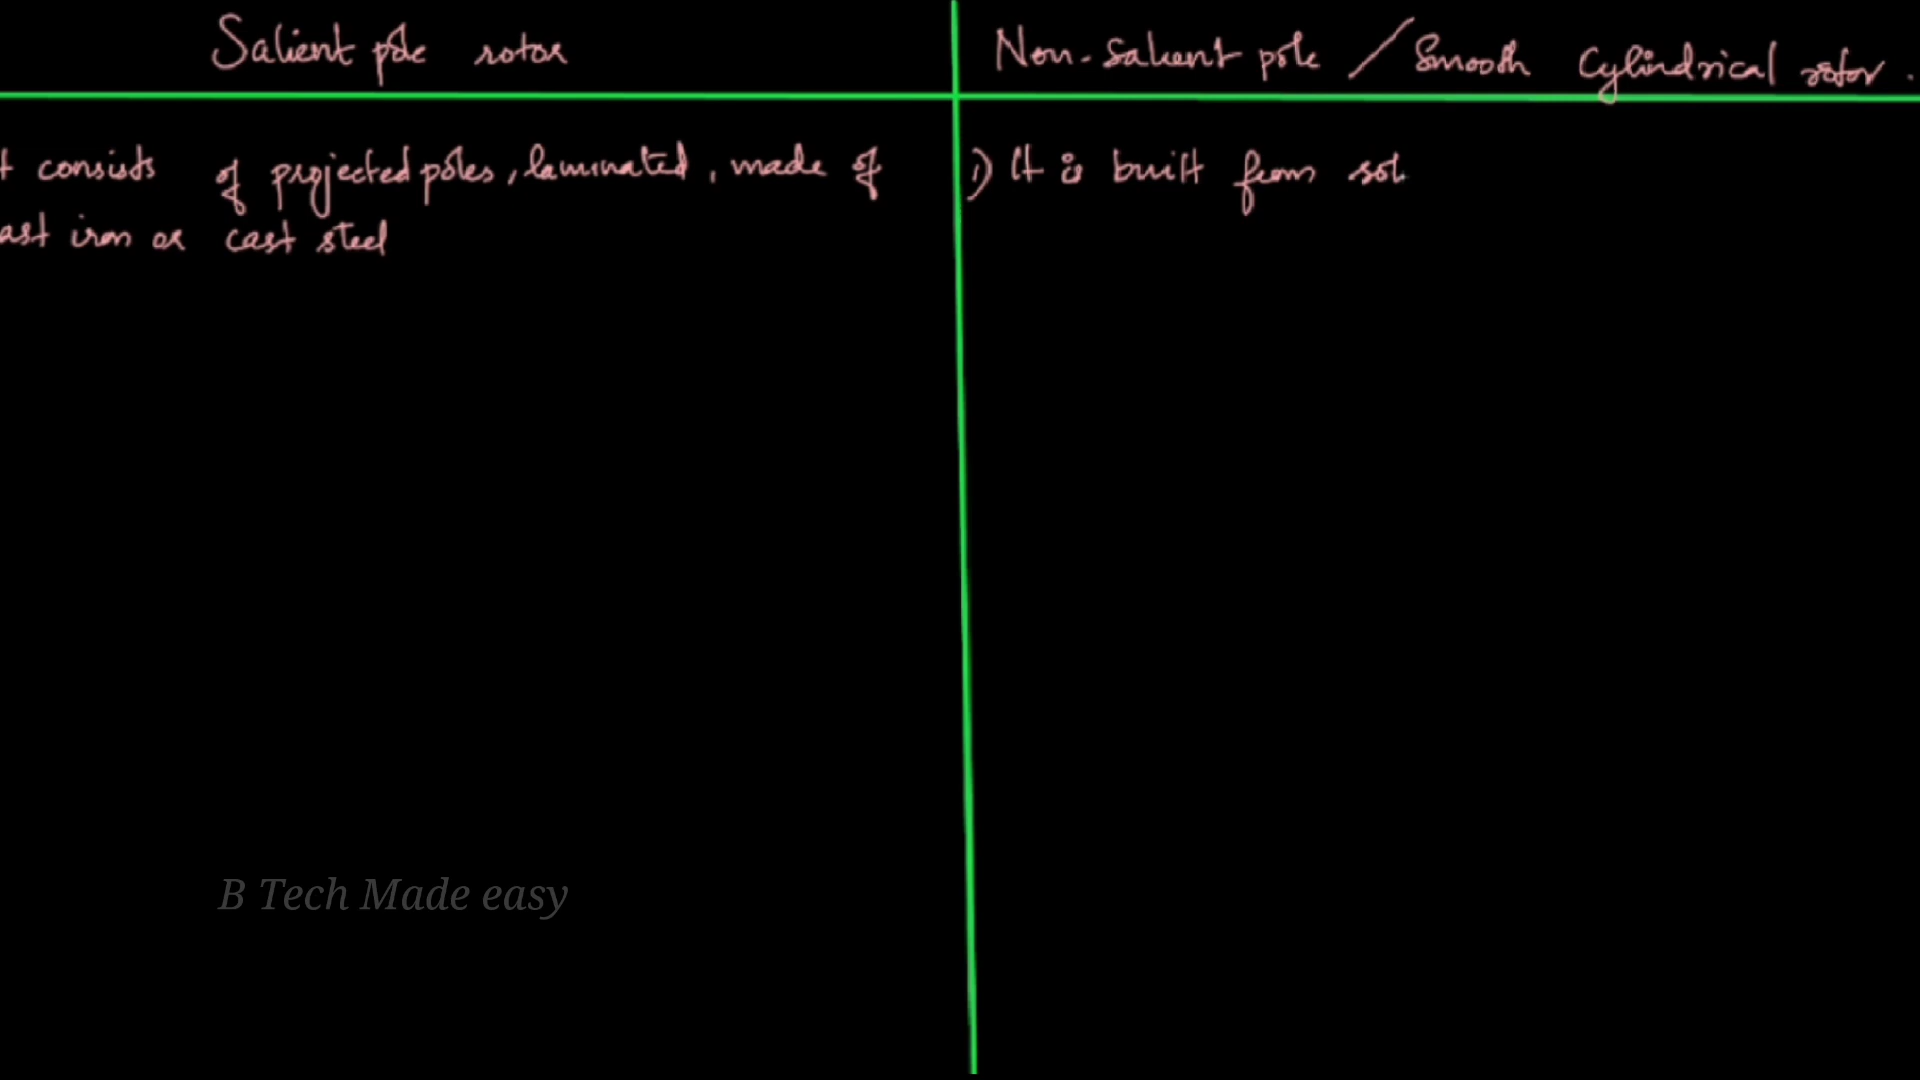 Salient pole rotor
Non-Salient pole / Smooth Cylindrical rotor.
t consists of projected poles, laminated, made of
ast iron or cast steel
1) It is built from sol
B Tech Made easy